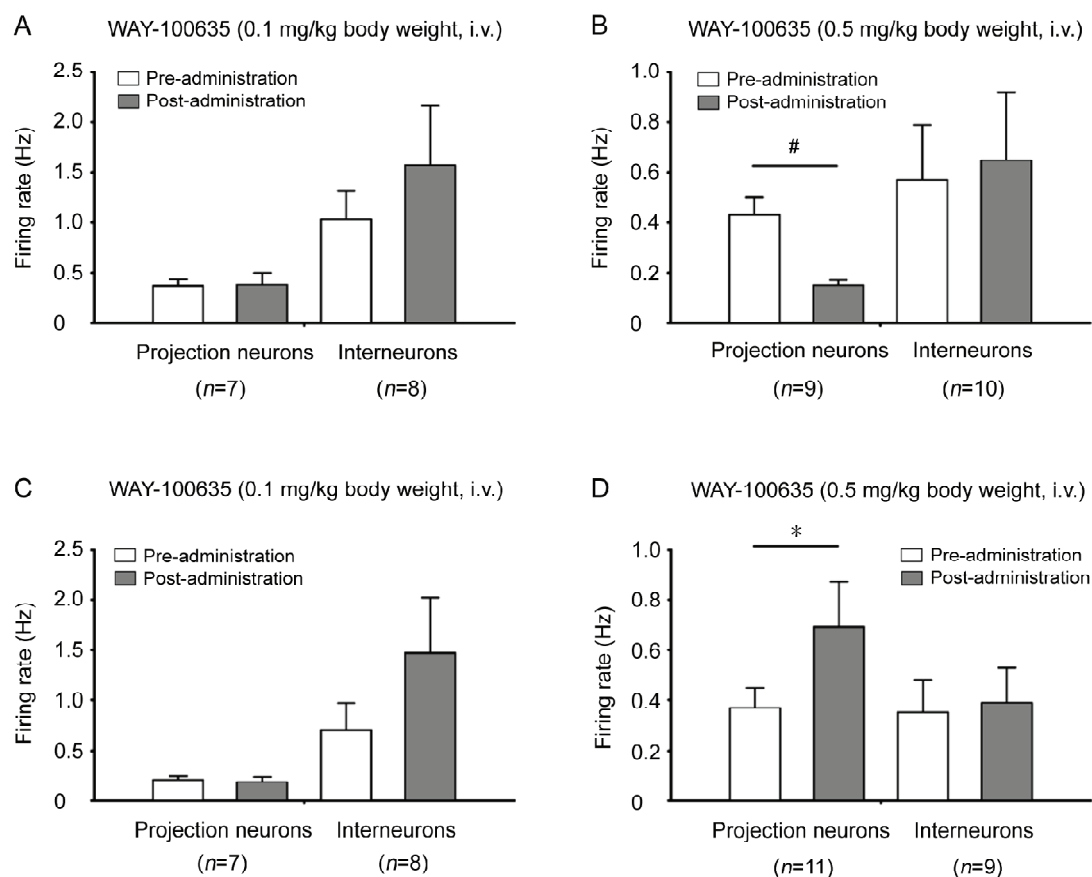 A
WAY-100635 (0.1 mg/kg body weight, i.v.)
2.5
2.0
1.5
1.0
0.5
0
Firing rate (Hz)
Pre-administration
Post-administration
Projection neurons
Interneurons
(n=7)
(n=8)
B
WAY-100635 (0.5 mg/kg body weight, i.v.)
1.0
0.8
0.6
0.4
0.2
0
Firing rate (Hz)
Pre-administration
Post-administration
#
Projection neurons
Interneurons
(n=9)
(n=10)
C
WAY-100635 (0.1 mg/kg body weight, i.v.)
2.5
2.0
1.5
1.0
0.5
0
Firing rate (Hz)
Pre-administration
Post-administration
Projection neurons
Interneurons
(n=7)
(n=8)
D
WAY-100635 (0.5 mg/kg body weight, i.v.)
1.0
0.8
0.6
0.4
0.2
0
Firing rate (Hz)
*
Pre-administration
Post-administration
Projection neurons
Interneurons
(n=11)
(n=9)